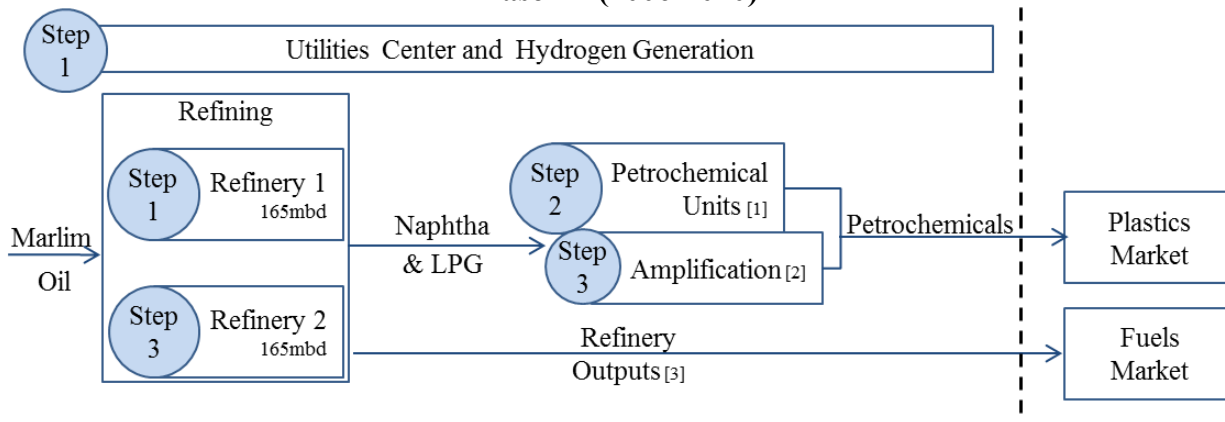 Step
1
Utilities Center and Hydrogen Generation
Refining
Step
1
Refinery 1
165mbd
Marlim
Oil
Step
3
Refinery 2
165mbd
Naphtha
& LPG
Step
2
Petrochemical
Units [1]
Step
3
Amplification [2]
Petrochemicals
Plastics
Market
Refinery
Outputs [3]
Fuels
Market